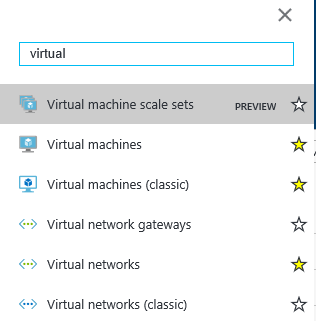 virtual
Virtual machine scale sets PREVIEW
Virtual machines
Virtual machines (classic)
Virtual network gateways
Virtual networks
Virtual networks (classic)